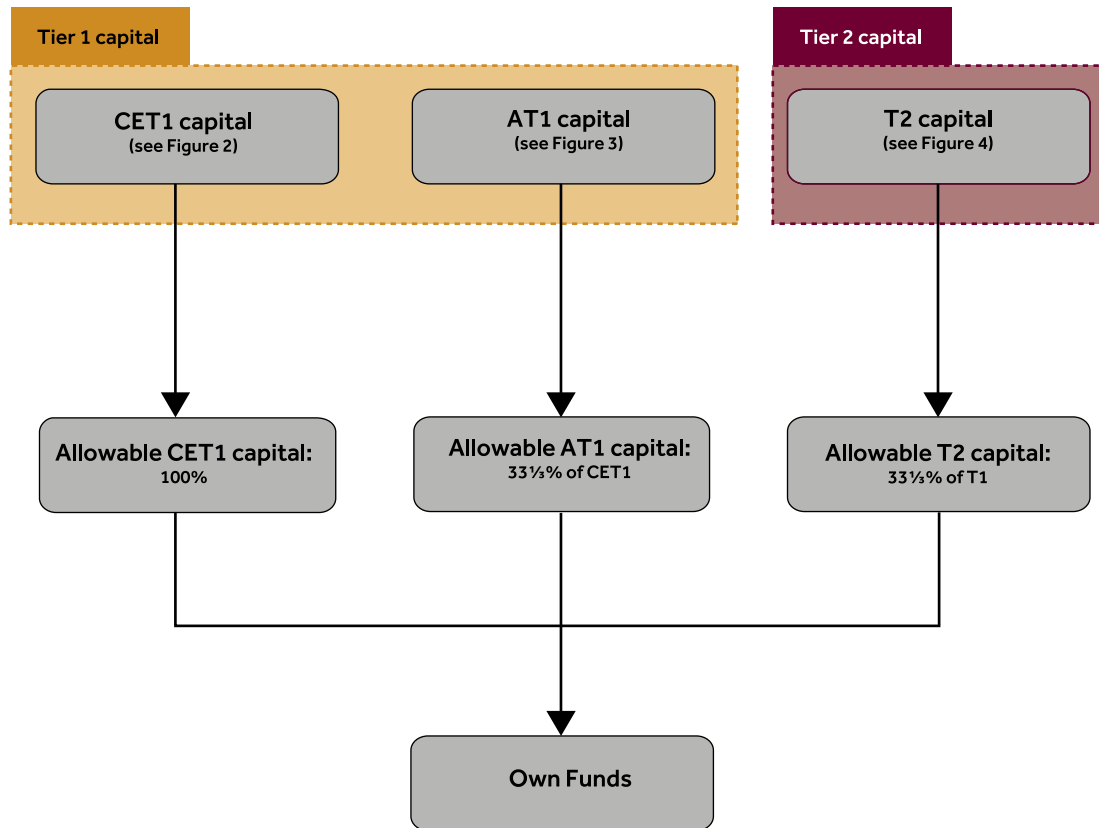 Tier 1 capital
Tier 2 capital
CET1 capital
(see Figure 2)
AT1 capital
(see Figure 3)
T2 capital
(see Figure 4)
Allowable CET1 capital:
100%
Allowable AT1 capital:
33⅓% of CET1
Allowable T2 capital:
33⅓% of T1
Own Funds